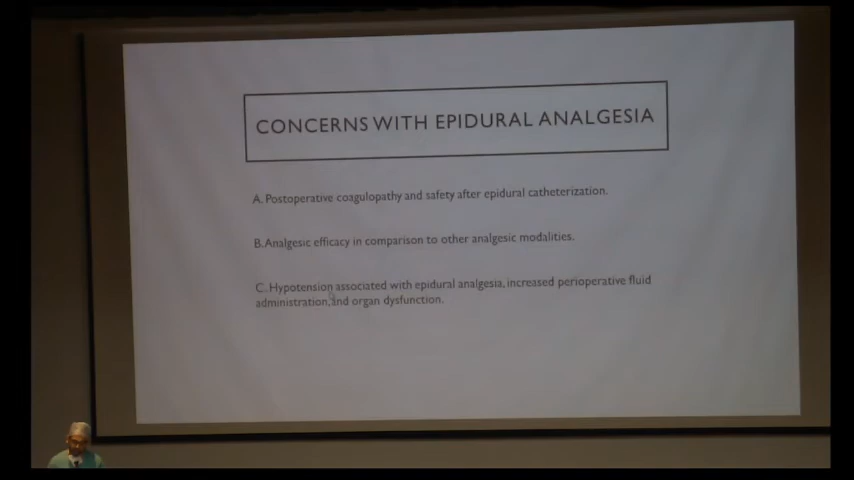 CONCERNS WITH EPIDURAL ANALGESIA
A. Postoperative coagulopathy and safety after epidural catheterization.
B. Analgesic efficacy in comparison to other analgesic modalities.
C. Hypotension associated with epidural analgesia, increased perioperative fluid
administration, and organ dysfunction.